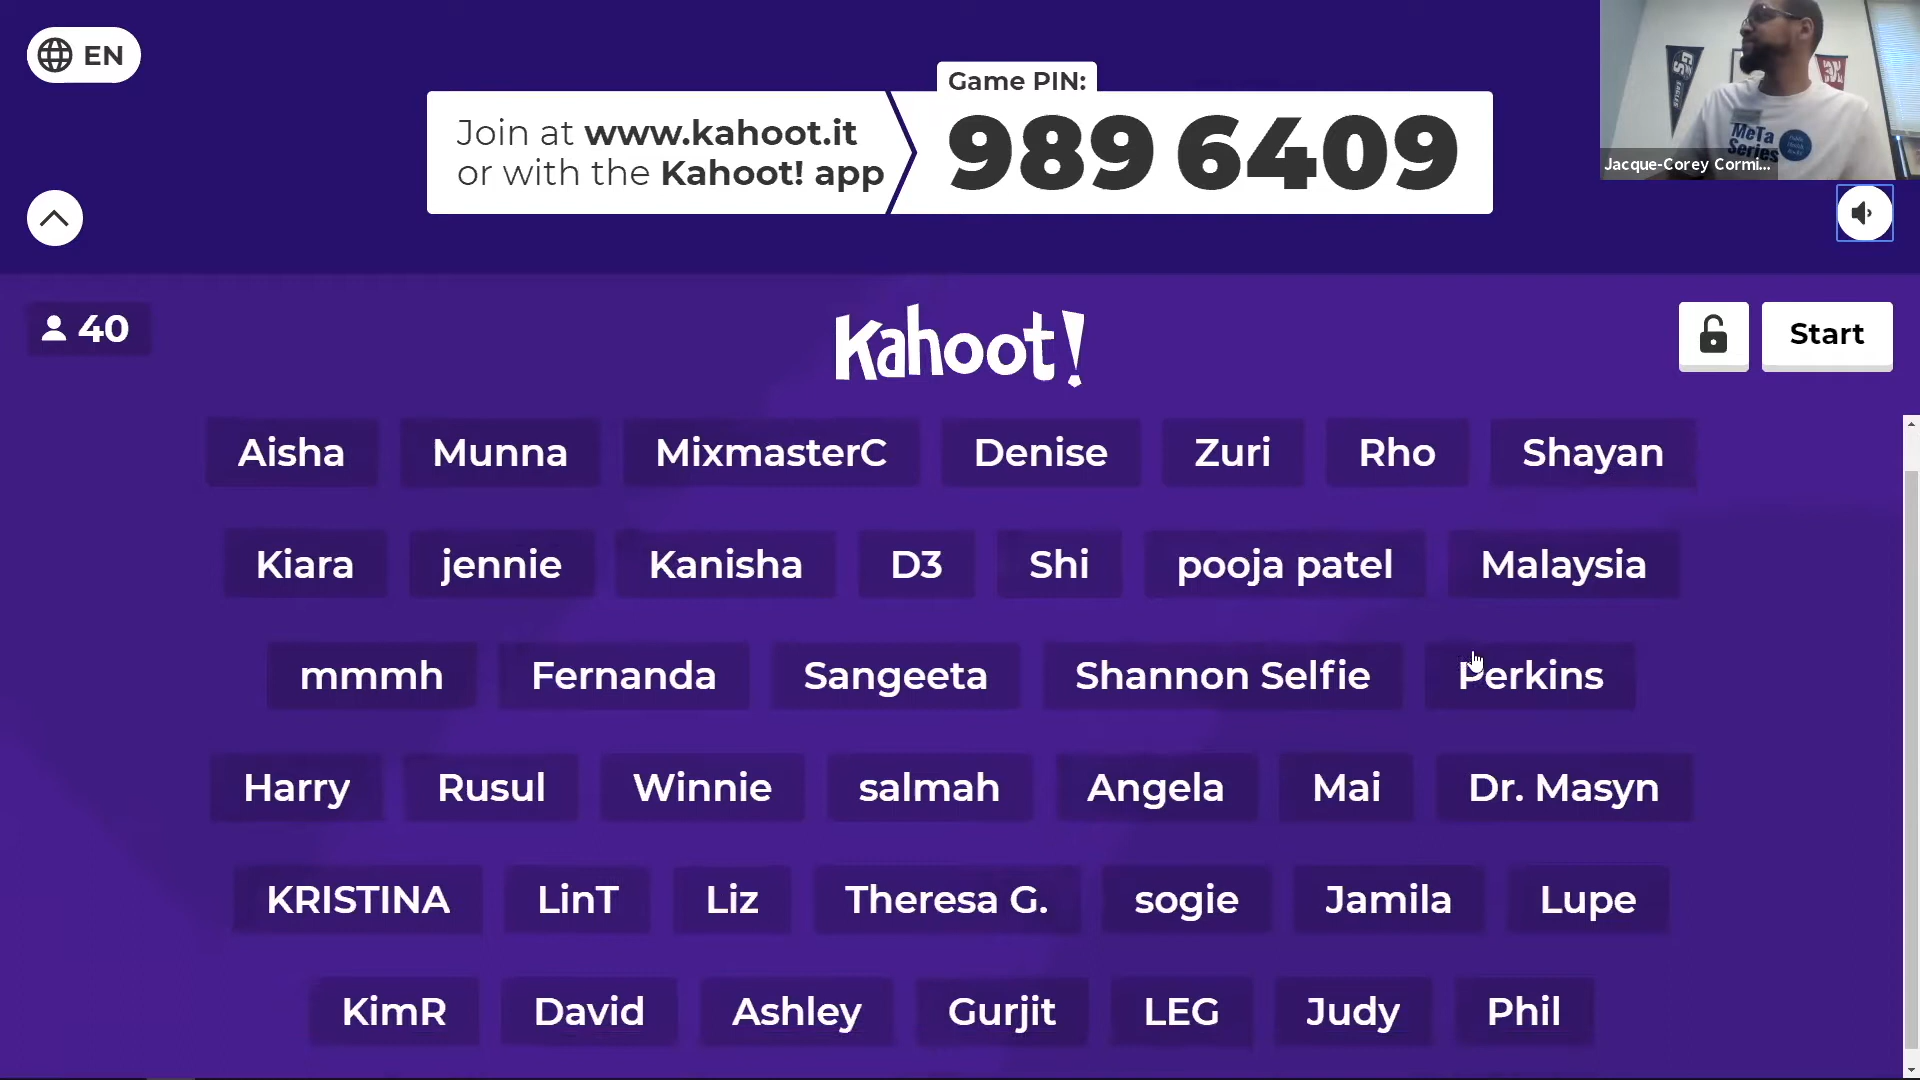 EN
Game PIN:
Join at www.kahoot.it
or with the Kahoot! app
989 6409
MeTa
Series
Jacque-Corey Cormi...
40
Kahoot!
Start
Aisha Munna MixmasterC Denise Zuri Rho Shayan
Kiara jennie Kanisha D3 Shi pooja patel Malaysia
mmmh Fernanda Sangeeta Shannon Selfie Perkins
Harry Rusul Winnie salmah Angela Mai Dr. Masyn
KRISTINA LinT Liz Theresa G. sogie Jamila Lupe
KimR David Ashley Gurjit LEG Judy Phil